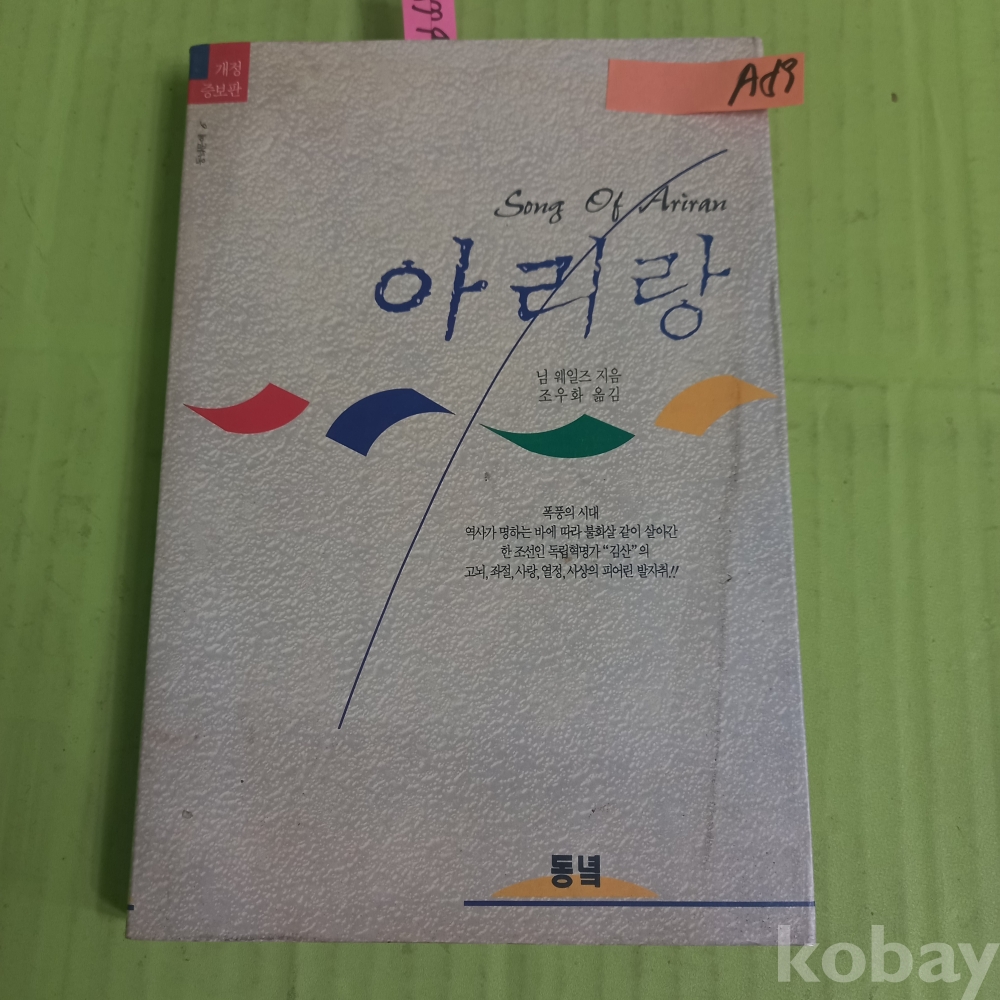 개정
증보판
A89
Song Of Ariran
아리랑
님 웨일즈 지음
조우화 옮김
폭풍의 시대
역사가 명하는 바에 따라 불화살 같이 살아간
한 조선인 독립혁명가 “김산”의
고뇌, 좌절, 사랑, 열정, 사상의 피어린 발자취!!
동녘
kobay